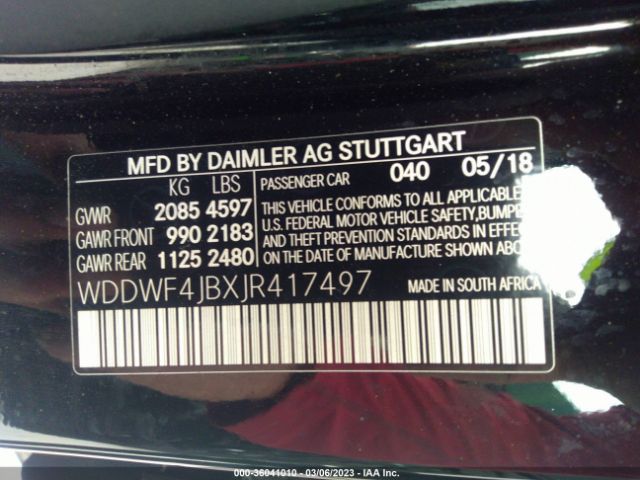 MFD BY DAIMLER AG STUTTGART
KG LBS
GVWR 2085 4597
GAWR FRONT 990 2183
GAWR REAR 1125 2480
PASSENGER CAR 040 05/18
THIS VEHICLE CONFORMS TO ALL APPLICABLE
U.S. FEDERAL MOTOR VEHICLE SAFETY, BUMPE
AND THEFT PREVENTION STANDARDS IN EFFE
ON THE DATE OF MANUFACTURE SHOWN ABO
WDDWF4JBXJR417497
MADE IN SOUTH AFRICA
000-36041010 - 03/06/2023 - IAA Inc.